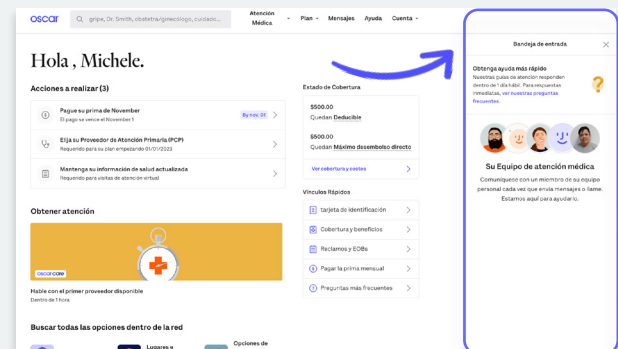 oscar
gripe, Dr. Smith, obstetra/ginecólogo, cuidado...
Atención
Médica
Plan
Mensajes
Ayuda
Cuenta
Hola , Michele.
Acciones a realizar (3)
Pague su prima de November
El pago se vence el November 1
By nov. 01
Elija su Proveedor de Atención Primaria (PCP)
Requerido para su plan empezando 01/01/2023
Mantenga su información de salud actualizada
Requerido para visitas de atención virtual
Obtener atención
oscar care
Hable con el primer proveedor disponible
Dentro de 1 hora
Buscar todas las opciones dentro de la red
Lugares e
Opciones de
Estado de Cobertura
$500.00
Quedan Deducible
$500.00
Quedan Máximo desembolso directo
Ver cobertura y costos
Vínculos Rápidos
tarjeta de identificación
Cobertura y beneficios
Reclamos y EOBs
Pagar la prima mensual
Preguntas más frecuentes
Bandeja de entrada
Obtenga ayuda más rápido
Nuestras guías de atención responden
dentro de 1 día hábil. Para respuestas
inmediatas, ver nuestras preguntas
frecuentes.
Su Equipo de atención médica
Comuníquese con un miembro de su equipo
personal cada vez que envía mensajes o llame.
Estamos aquí para ayudarlo.